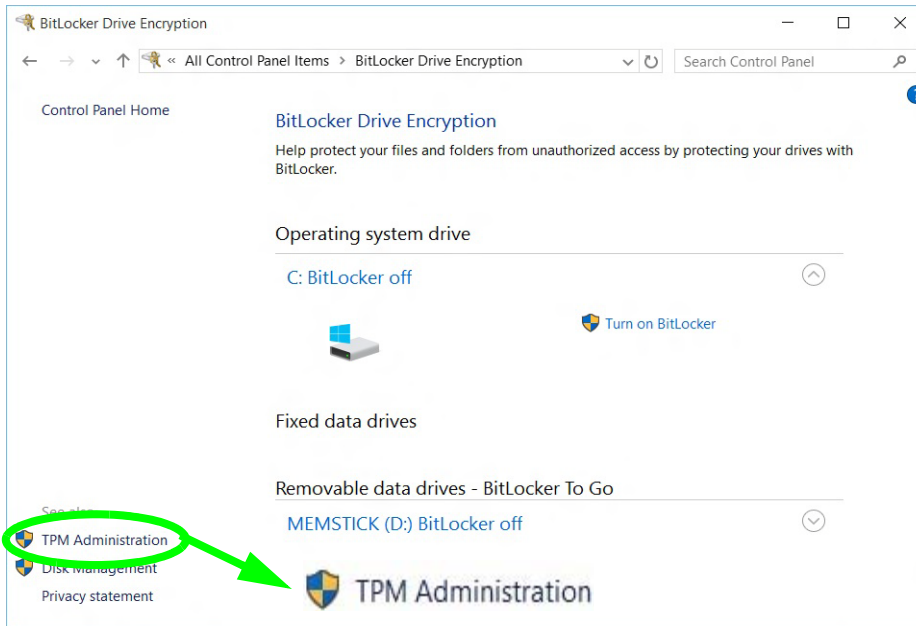 BitLocker Drive Encryption
« All Control Panel Items > BitLocker Drive Encryption
Search Control Panel
Control Panel Home
BitLocker Drive Encryption
Help protect your files and folders from unauthorized access by protecting your drives with
BitLocker.
Operating system drive
C: BitLocker off
Turn on BitLocker
Fixed data drives
Removable data drives - BitLocker To Go
MEMSTICK (D:) BitLocker off
See also
TPM Administration
Disk Management
Privacy statement
TPM Administration